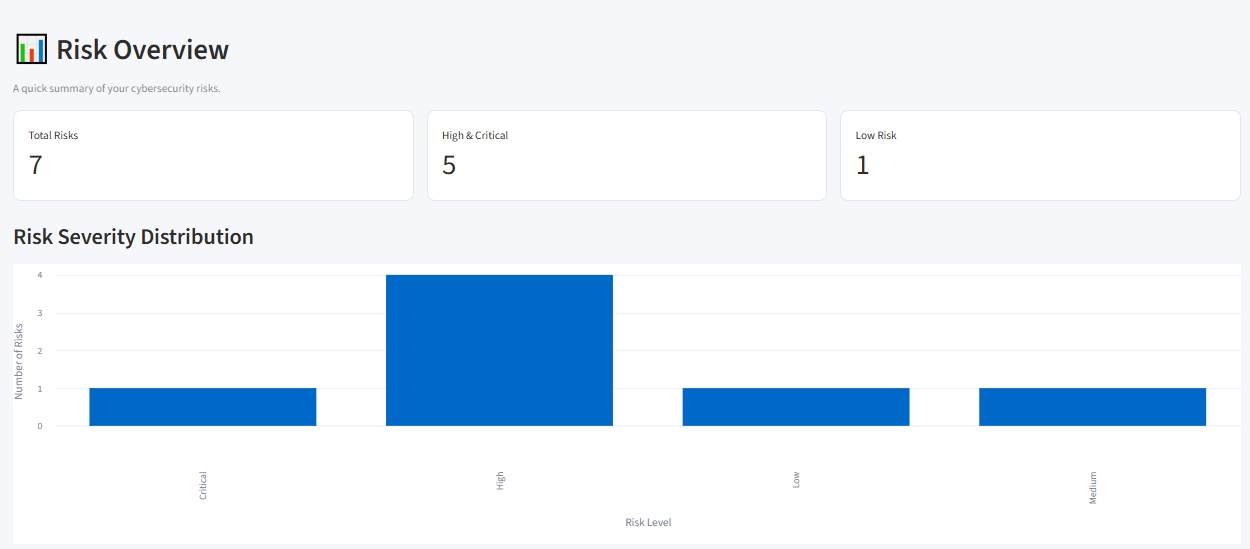 Risk Overview
A quick summary of your cybersecurity risks.
Total Risks
7
High & Critical
5
Low Risk
1
Risk Severity Distribution
4
3
2
1
0
Number of Risks
Critical
High
Low
Medium
Risk Level